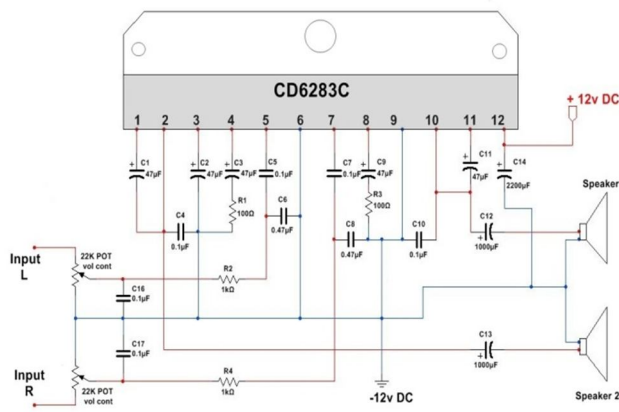 CD6283C
1 2 3 4 5 6 7 8 9 10 11 12
+ 12v DC
+ C1 47µF
+ C2 47µF
+ C3 47µF
C5 0.1µF
C7 0.1µF
+ C9 47µF
+ C11 47µF
+ C14 2200µF
Speaker
R1 100Ω
R3 100Ω
C4 0.1µF
C6 0.47µF
C8 0.47µF
C10 0.1µF
C12 + 1000µF
Input L
22K POT vol cont
R2 1kΩ
C16 0.1µF
C17 0.1µF
C13 + 1000µF
Input R
22K POT vol cont
R4 1kΩ
-12v DC
Speaker 2